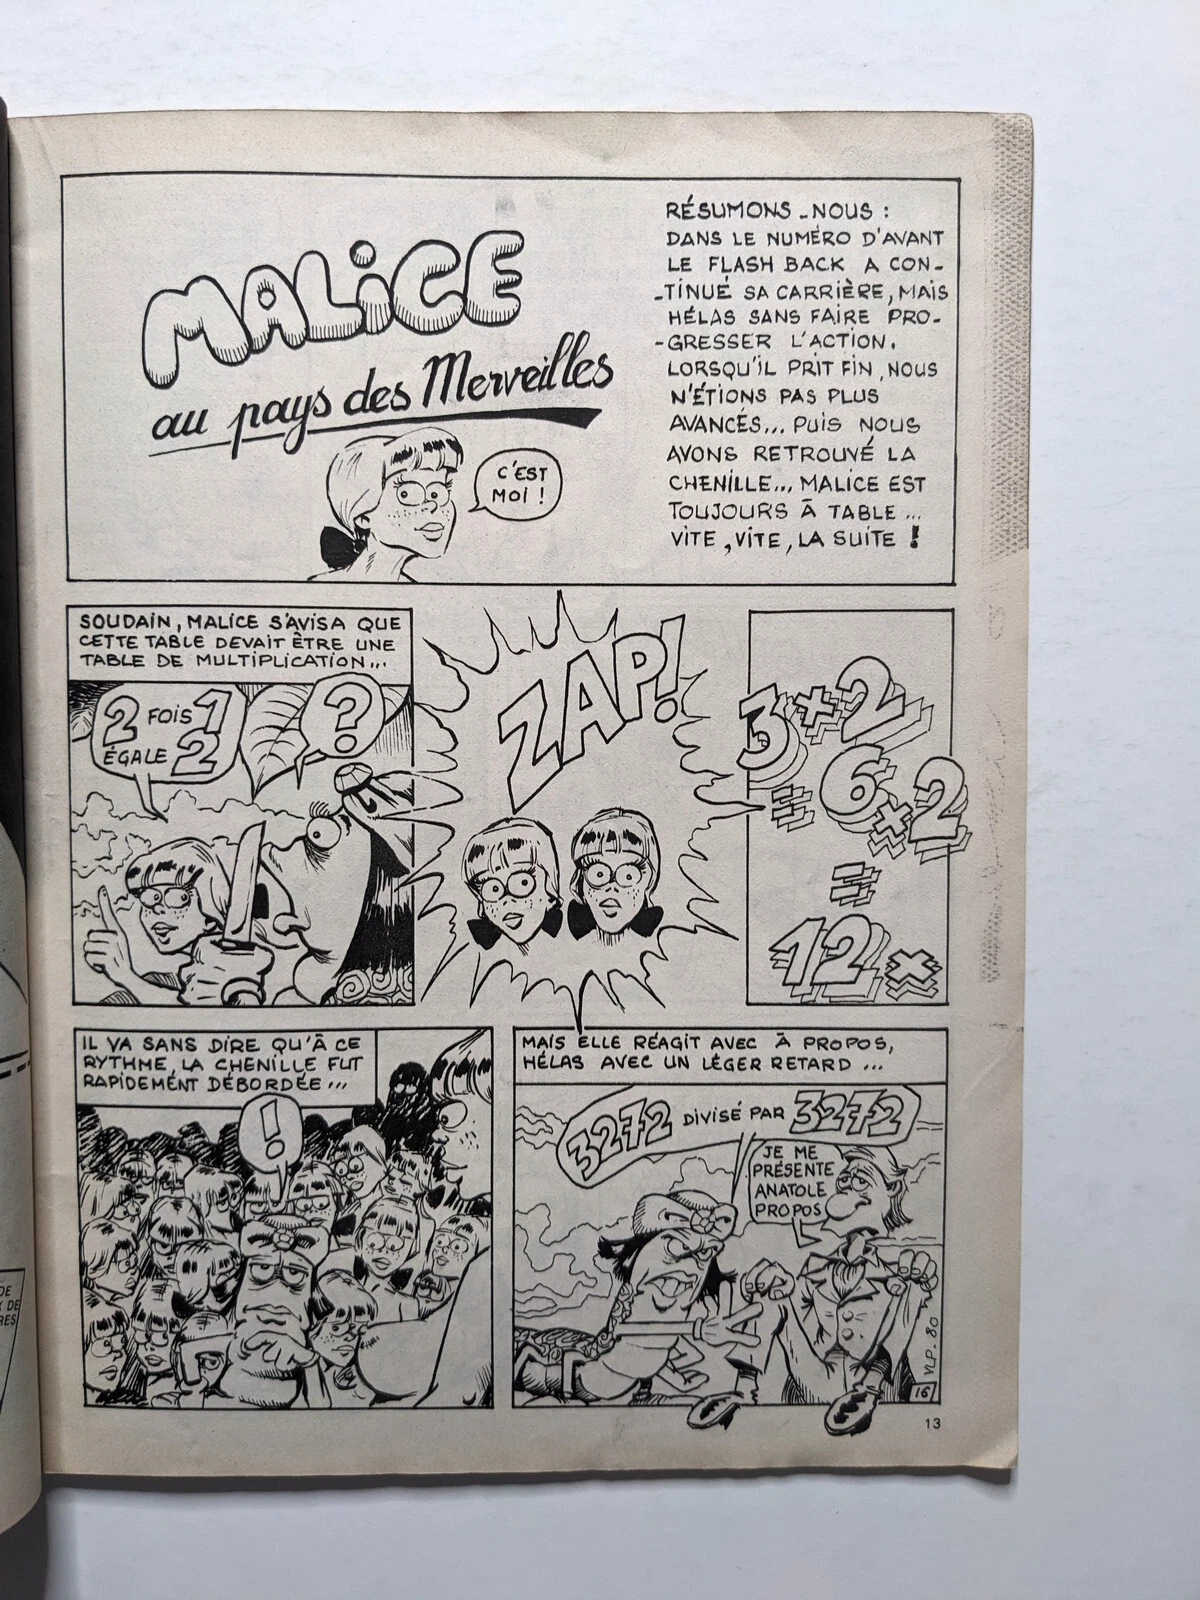 MALiCE
au pays des Merveilles
C'EST
MOI !
RÉSUMONS-NOUS :
DANS LE NUMÉRO D'AVANT
LE FLASH BACK A CON-
-TINUÉ SA CARRIÈRE, MAIS
HÉLAS SANS FAIRE PRO-
-GRESSER L'ACTION.
LORSQU'IL PRIT FIN, NOUS
N'ÉTIONS PAS PLUS
AVANCÉS... PUIS NOUS
AVONS RETROUVÉ LA
CHENILLE... MALICE EST
TOUJOURS À TABLE ...
VITE, VITE, LA SUITE !
SOUDAIN, MALICE S'AVISA QUE
CETTE TABLE DEVAIT ÊTRE UNE
TABLE DE MULTIPLICATION...
2 FOIS 1
ÉGALE 2
?
ZAP!
3 × 2
= 6 × 2
=
12 ×
IL VA SANS DIRE QU'À CE
RYTHME, LA CHENILLE FUT
RAPIDEMENT DÉBORDÉE...
!
MAIS ELLE RÉAGIT AVEC À PROPOS,
HÉLAS AVEC UN LÉGER RETARD ...
3272 DIVISÉ PAR 3272
JE ME
PRÉSENTE
ANATOLE
PROPOS
VLP. 80
16
13
DE
X DE
RES